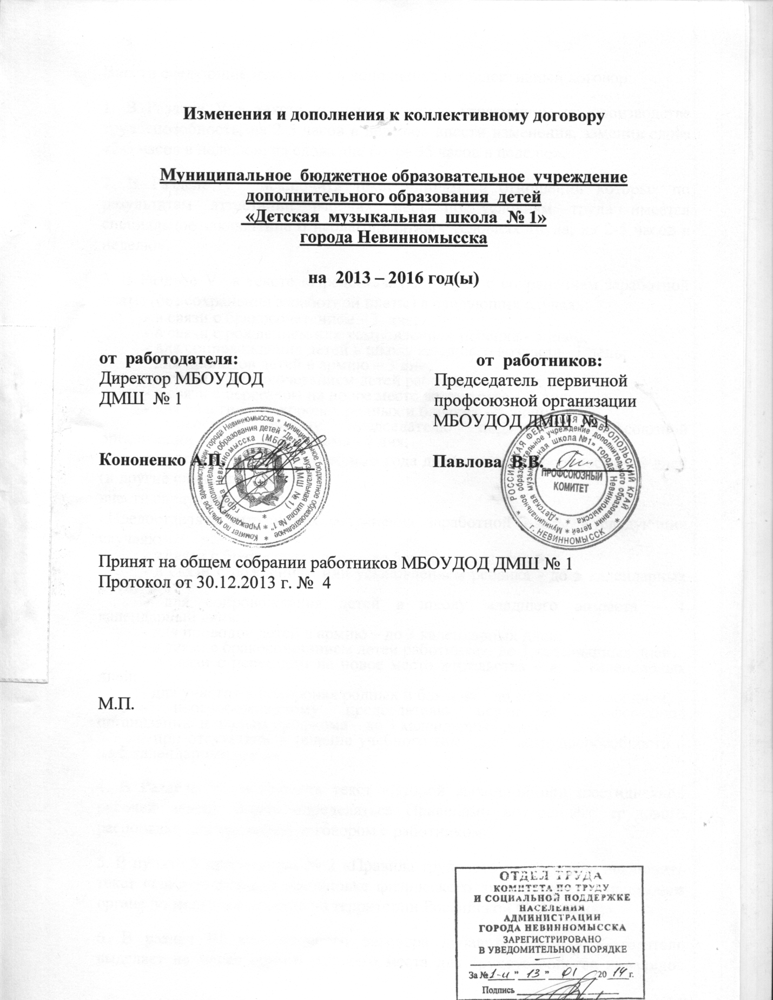 Изменения и дополнения к коллективному договору
Муниципальное бюджетное образовательное учреждение
дополнительного образования детей
«Детская музыкальная школа № 1»
города Невинномысска
на 2013 – 2016 год(ы)
от работодателя:
Директор МБОУДОД
ДМШ № 1
Кононенко А.П.
от работников:
Председатель первичной
профсоюзной организации
МБОУДОД ДМШ № 1
Павлова В.В.
РОССИЙСКАЯ ФЕДЕРАЦИЯ СТАВРОПОЛЬСКИЙ КРАЙ
г. НЕВИННОМЫССК
Муниципальное образовательное учреждение дополнительного образования детей
«Детская музыкальная школа №1» города Невинномысска
ПРОФСОЮЗНЫЙ
КОМИТЕТ
Комитет по культуре администрации города Невинномысска * муниципальное бюджетное образовательное
учреждение дополнительного образования детей "Детская музыкальная школа № 1"
города Невинномысска (МБОУДОД ДМШ № 1)
Принят на общем собрании работников МБОУДОД ДМШ № 1
Протокол от 30.12.2013 г. № 4
М.П.
ОТДЕЛ ТРУДА
КОМИТЕТА ПО ТРУДУ
И СОЦИАЛЬНОЙ ПОДДЕРЖКЕ
НАСЕЛЕНИЯ
АДМИНИСТРАЦИИ
ГОРОДА НЕВИННОМЫССКА
ЗАРЕГИСТРИРОВАНО
В УВЕДОМИТЕЛЬНОМ ПОРЯДКЕ
За № 1-и " 13 " 01 20 14 г.
Подпись